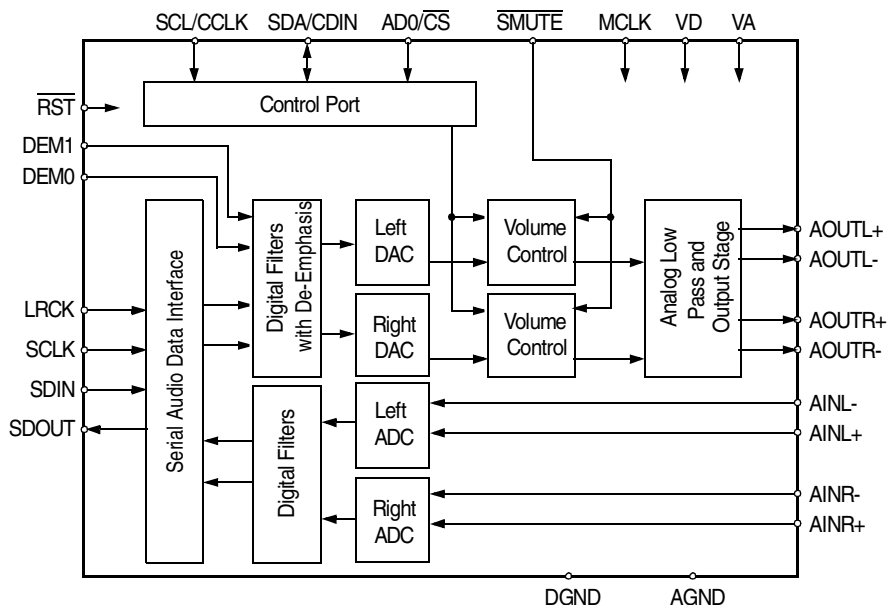 SCL/CCLK SDA/CDIN AD0/CS SMUTE MCLK VD VA
RST
Control Port
DEM1
DEM0
LRCK
SCLK
SDIN
SDOUT
Serial Audio Data Interface
Digital Filters
with De-Emphasis
Left
DAC
Right
DAC
Volume
Control
Volume
Control
Analog Low
Pass and
Output Stage
AOUTL+
AOUTL-
AOUTR+
AOUTR-
Digital Filters
Left
ADC
Right
ADC
AINL-
AINL+
AINR-
AINR+
DGND AGND